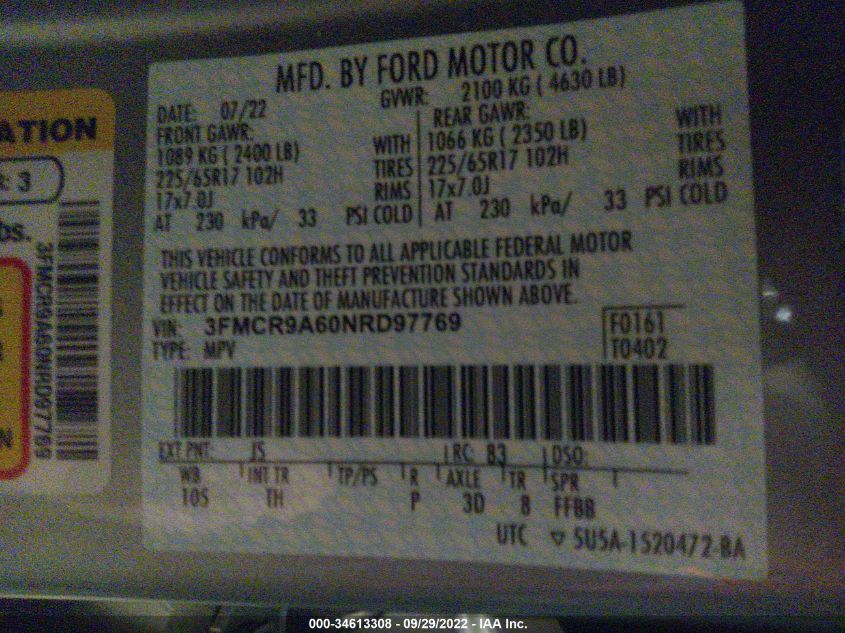 MFD. BY FORD MOTOR CO.
DATE: 07/22 GVWR: 2100 KG ( 4630 LB)
FRONT GAWR: REAR GAWR:
1089 KG ( 2400 LB) WITH 1066 KG ( 2350 LB) WITH
225/65R17 102H TIRES 225/65R17 102H TIRES
17x7.0J RIMS 17x7.0J RIMS
AT 230 kPa/ 33 PSI COLD AT 230 kPa/ 33 PSI COLD
THIS VEHICLE CONFORMS TO ALL APPLICABLE FEDERAL MOTOR
VEHICLE SAFETY AND THEFT PREVENTION STANDARDS IN
EFFECT ON THE DATE OF MANUFACTURE SHOWN ABOVE.
VIN: 3FMCR9A60NRD97769 F0161
TYPE: MPV T0402
EXT PNT: JS RC: 83 DSO:
WB INT TR TP/PS R AXLE TR SPR
105 TH P 3D 8 FFBB
UTC ▽ 5U5A-1520472-BA
ATION
: 3
bs.
3FMCR9A60NRD97769
N
000-34613308 - 09/29/2022 - IAA Inc.